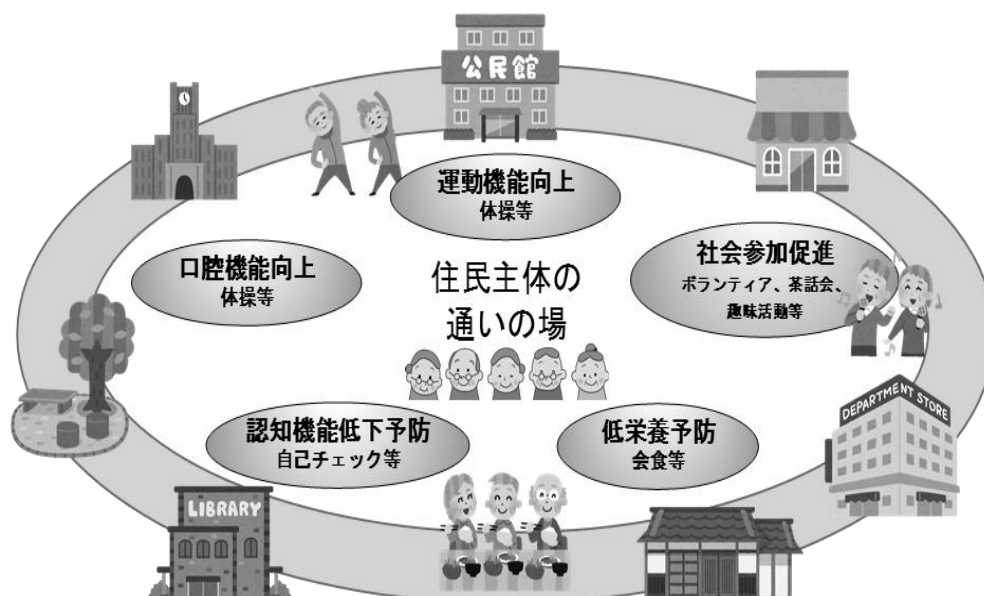 公民館
運動機能向上
体操等
口腔機能向上
体操等
社会参加促進
ボランティア、茶話会、
趣味活動等
住民主体の
通いの場
DEPARTMENT STORE
認知機能低下予防
自己チェック等
低栄養予防
会食等
LIBRARY